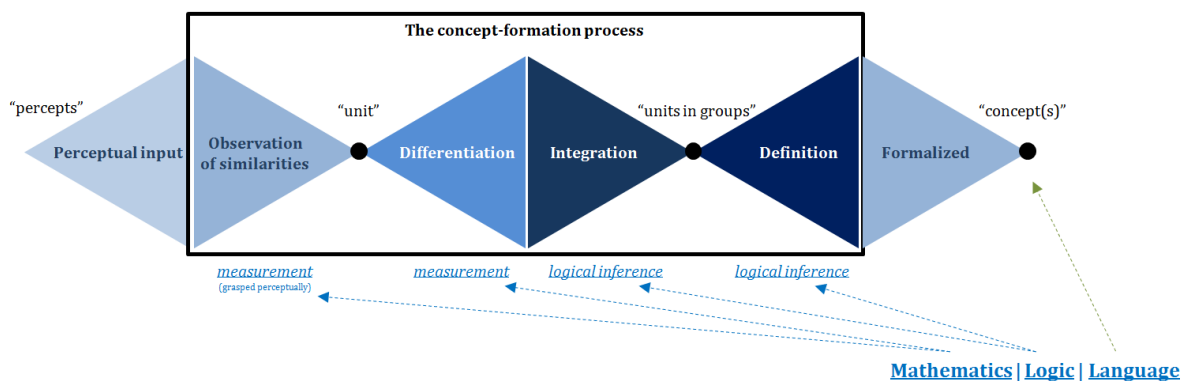 The concept-formation process
“percepts”
“unit”
“units in groups”
“concept(s)”
Perceptual input
Observation
of similarities
Differentiation
Integration
Definition
Formalized
measurement
(grasped perceptually)
measurement
logical inference
logical inference
Mathematics | Logic | Language